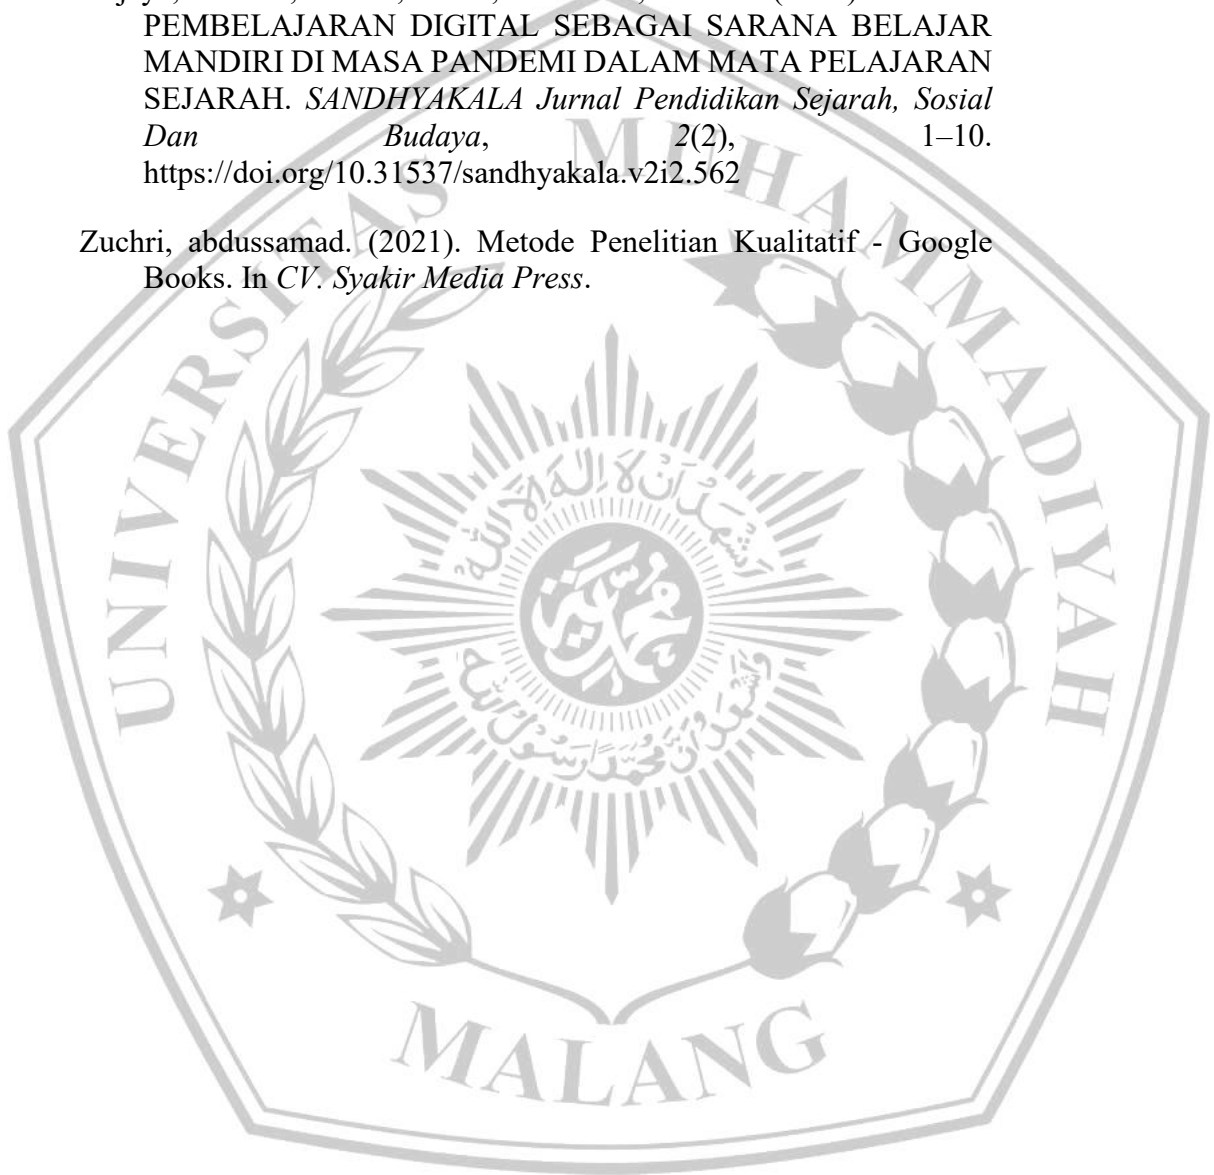 PEMBELAJARAN DIGITAL SEBAGAI SARANA BELAJAR
MANDIRI DI MASA PANDEMI DALAM MATA PELAJARAN
SEJARAH. SANDHYAKALA Jurnal Pendidikan Sejarah, Sosial
Dan Budaya, 2(2), 1–10.
https://doi.org/10.31537/sandhyakala.v2i2.562
Zuchri, abdussamad. (2021). Metode Penelitian Kualitatif - Google
Books. In CV. Syakir Media Press.
UNIVERSITAS MUHAMMADIYAH
MALANG